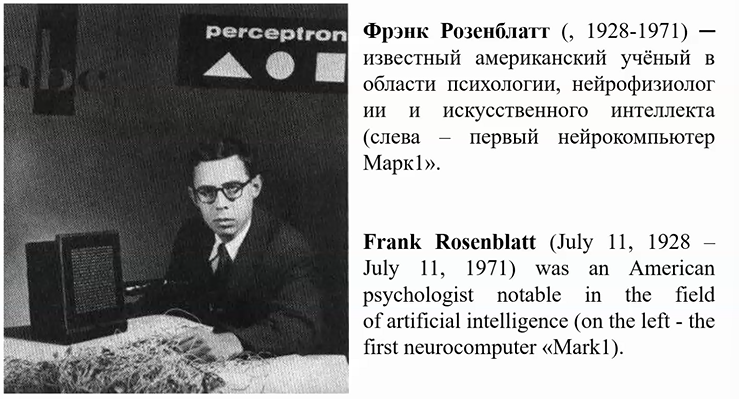 perceptron
abc
Фрэнк Розенблатт (, 1928-1971) —
известный американский учёный в
области психологии, нейрофизиолог
ии и искусственного интеллекта
(слева – первый нейрокомпьютер
Марк1».
Frank Rosenblatt (July 11, 1928 –
July 11, 1971) was an American
psychologist notable in the field
of artificial intelligence (on the left - the
first neurocomputer «Mark1).